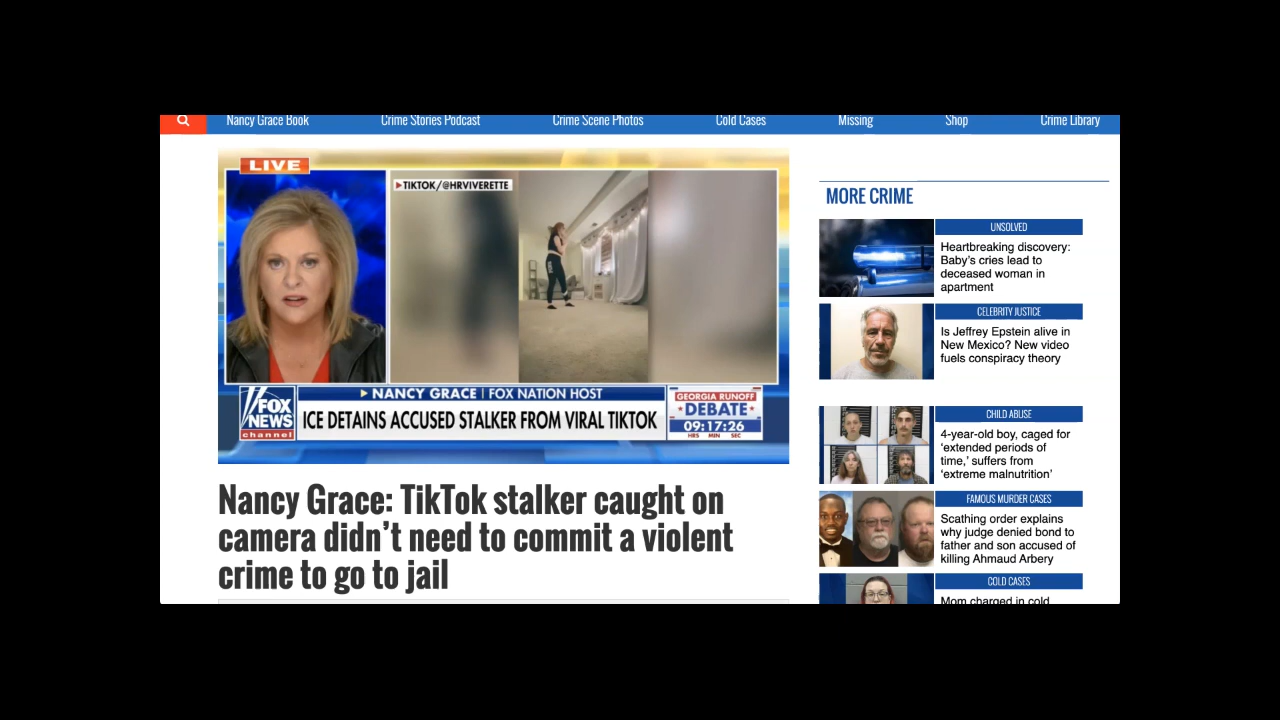 Nancy Grace Book
Crime Stories Podcast
Crime Scene Photos
Cold Cases
Missing
Shop
Crime Library
LIVE
TIKTOK/@HRVIVERETTE
NANCY GRACE | FOX NATION HOST
FOX
NEWS
channel
ICE DETAINS ACCUSED STALKER FROM VIRAL TIKTOK
GEORGIA RUNOFF
DEBATE
09:17:26
HRS MIN SEC
Nancy Grace: TikTok stalker caught on
camera didn’t need to commit a violent
crime to go to jail
MORE CRIME
UNSOLVED
Heartbreaking discovery:
Baby’s cries lead to
deceased woman in
apartment
CELEBRITY JUSTICE
Is Jeffrey Epstein alive in
New Mexico? New video
fuels conspiracy theory
CHILD ABUSE
4-year-old boy, caged for
‘extended periods of
time,’ suffers from
‘extreme malnutrition’
FAMOUS MURDER CASES
Scathing order explains
why judge denied bond to
father and son accused of
killing Ahmaud Arbery
COLD CASES
Mom charged in cold